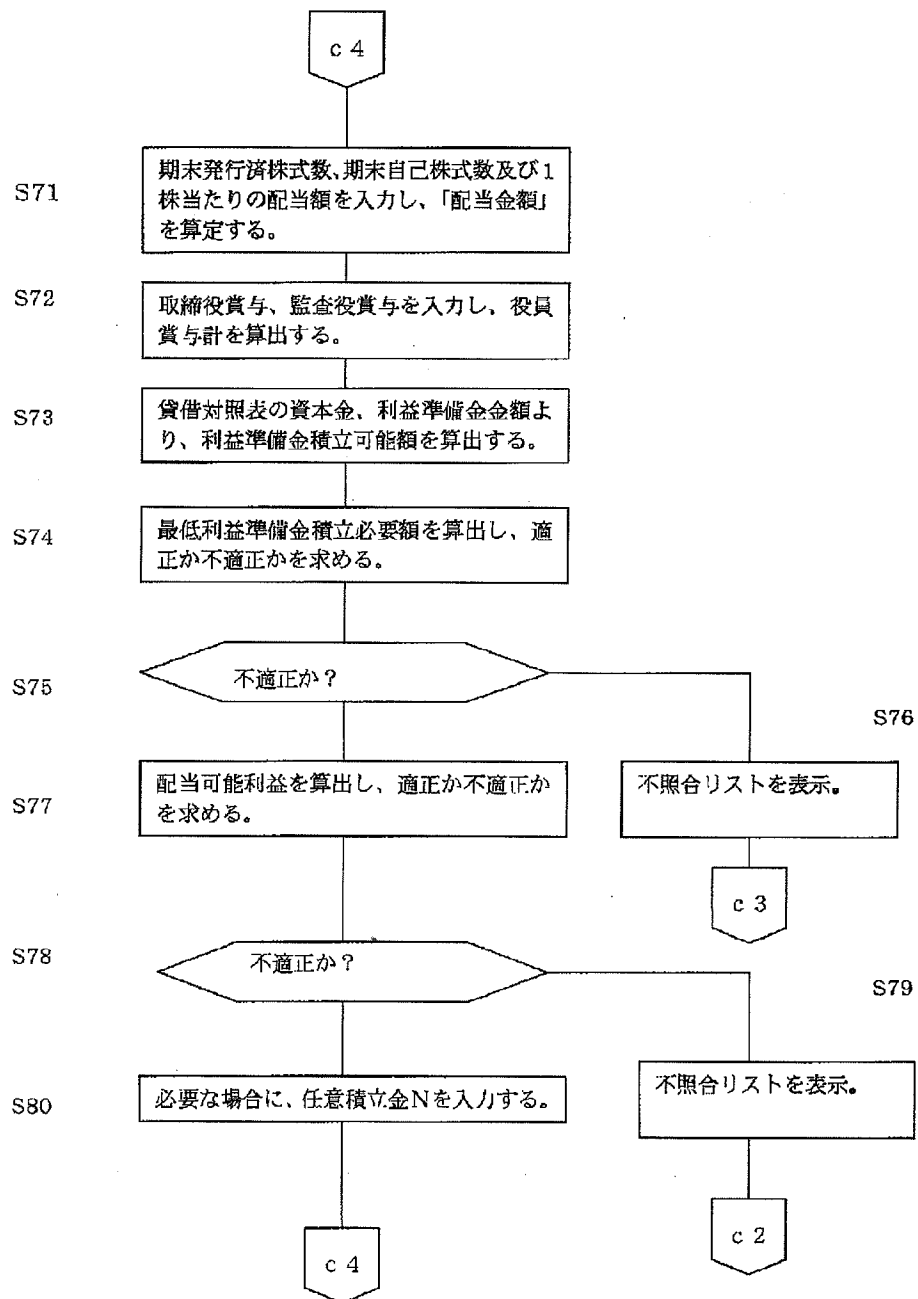 c 4
S71
期末発行済株式数、期末自己株式数及び1
株当たりの配当額を入力し、「配当金額」
を算定する。
S72
取締役賞与、監査役賞与を入力し、役員
賞与計を算出する。
S73
貸借対照表の資本金、利益準備金金額よ
り、利益準備金積立可能額を算出する。
S74
最低利益準備金積立必要額を算出し、適
正か不適正かを求める。
S75
不適正か？
S76
不照合リストを表示。
c 3
S77
配当可能利益を算出し、適正か不適正か
を求める。
S78
不適正か？
S79
不照合リストを表示。
c 2
S80
必要な場合に、任意積立金Nを入力する。
c 4